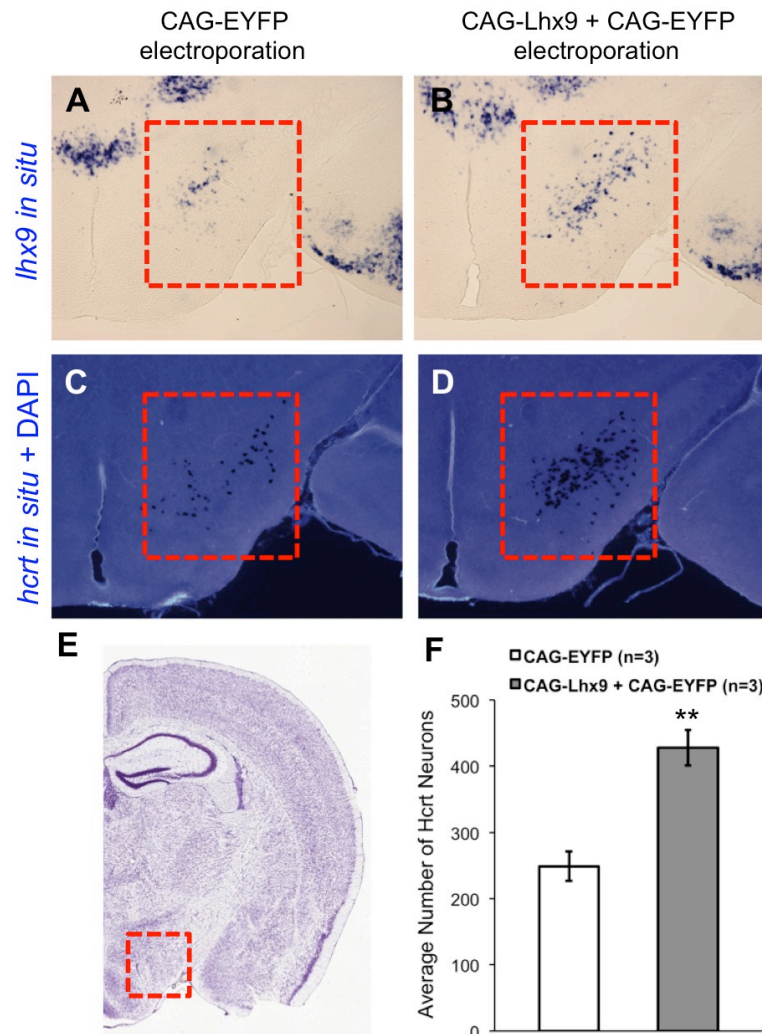 CAG-EYFP
electroporation
CAG-Lhx9 + CAG-EYFP
electroporation
A
B
lhx9 in situ
C
D
hcrt in situ + DAPI
E
F
CAG-EYFP (n=3)
CAG-Lhx9 + CAG-EYFP (n=3)
Average Number of Hcrt Neurons
500
400
300
200
100
0
**